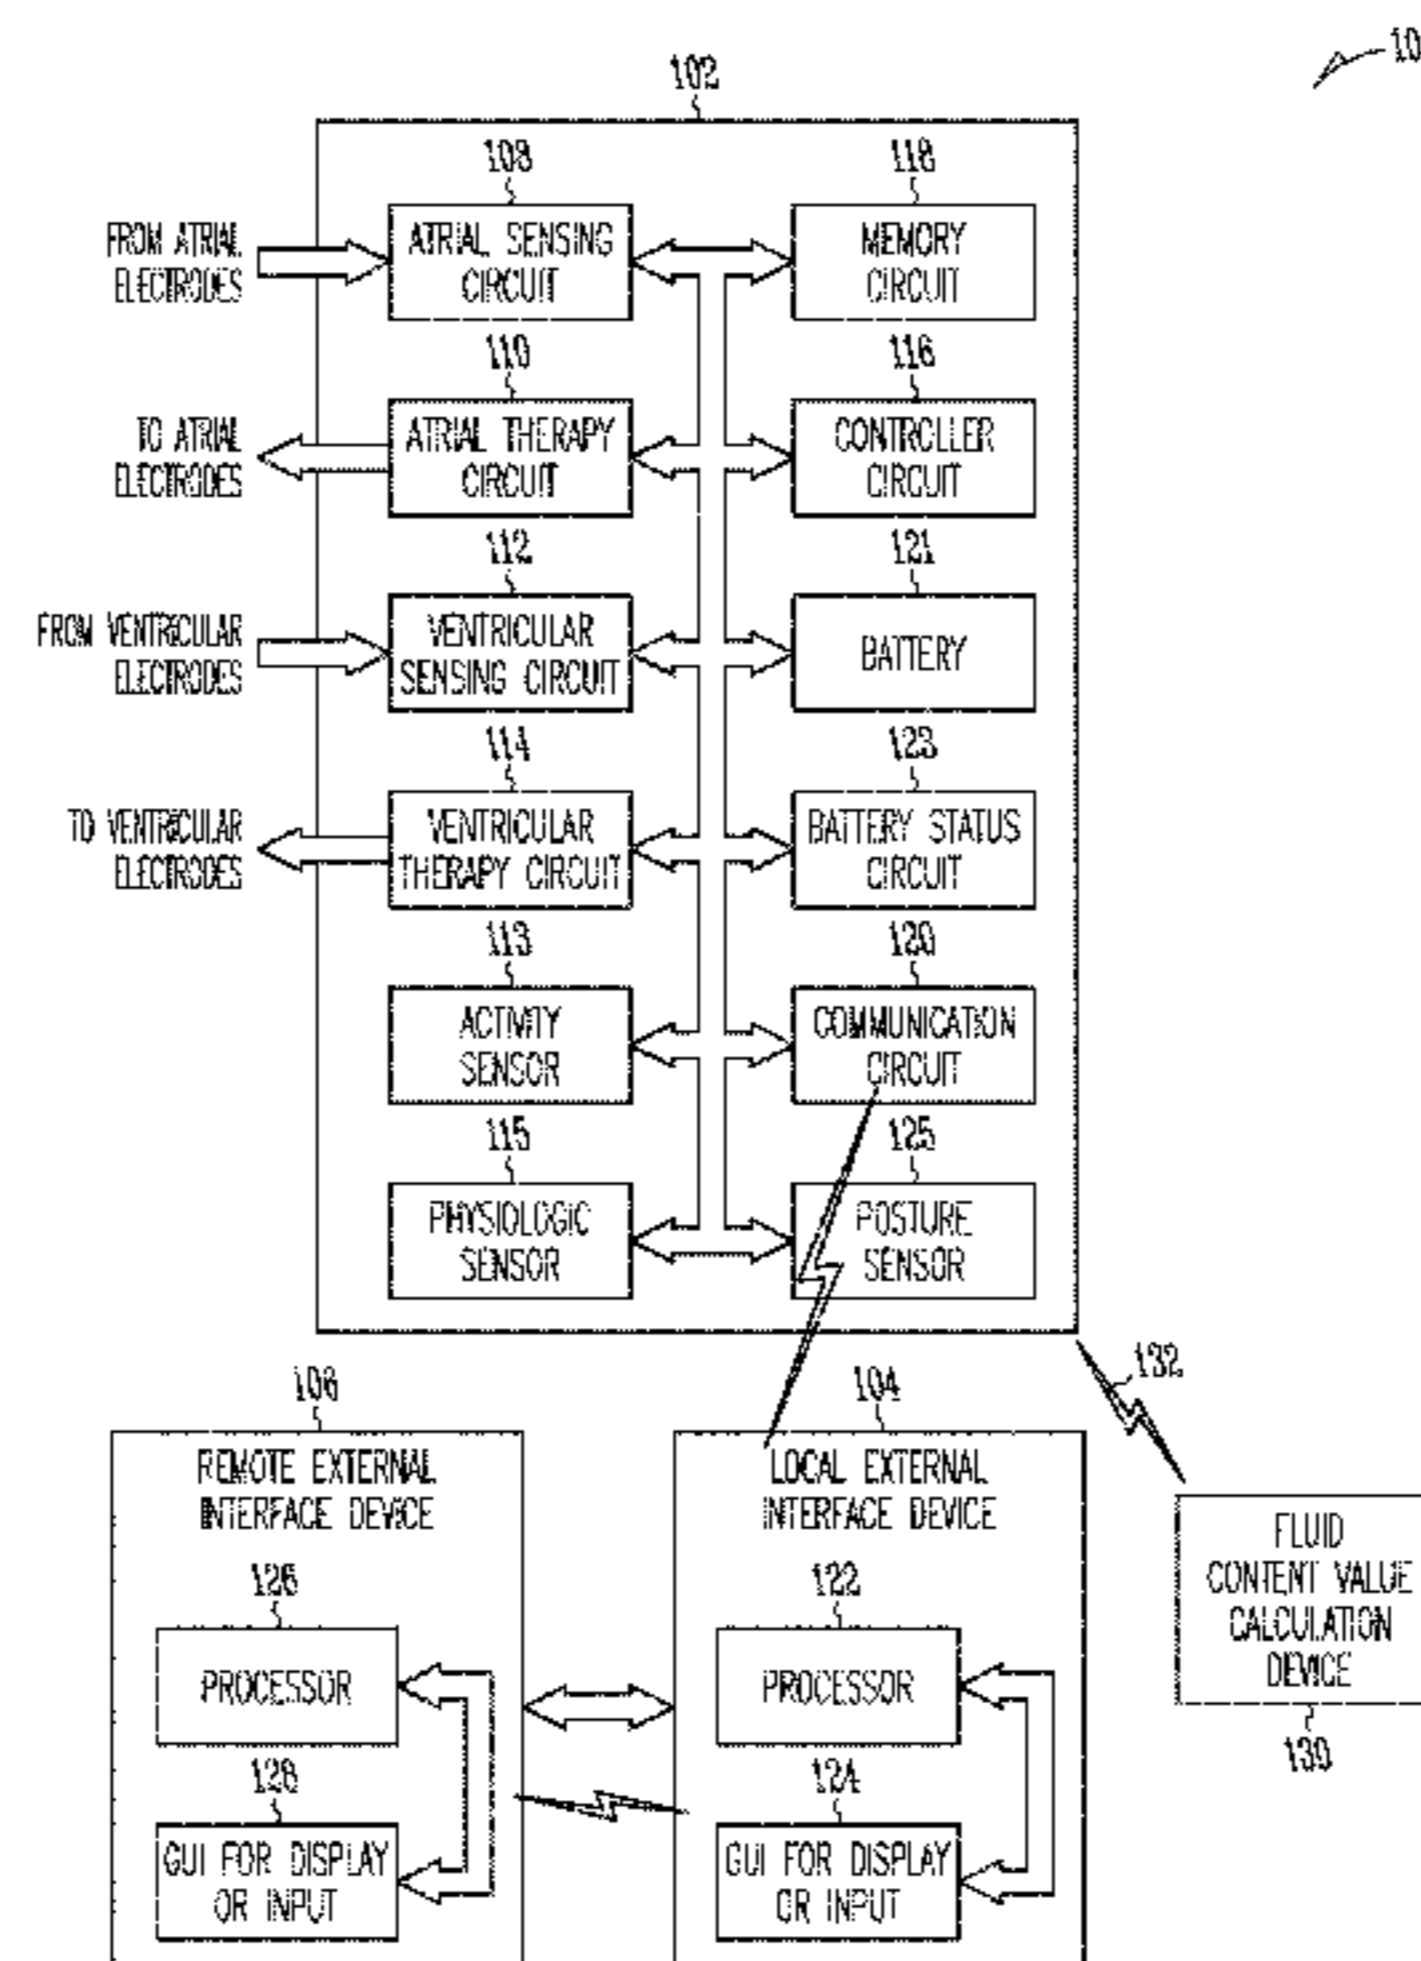 10
102
108
118
FROM ATRIAL
ELECTRODES
ATRIAL SENSING
CIRCUIT
MEMORY
CIRCUIT
110
116
TO ATRIAL
ELECTRODES
ATRIAL THERAPY
CIRCUIT
CONTROLLER
CIRCUIT
112
121
FROM VENTRICULAR
ELECTRODES
VENTRICULAR
SENSING CIRCUIT
BATTERY
114
123
TO VENTRICULAR
ELECTRODES
VENTRICULAR
THERAPY CIRCUIT
BATTERY STATUS
CIRCUIT
113
120
ACTIVITY
SENSOR
COMMUNICATION
CIRCUIT
115
125
PHYSIOLOGIC
SENSOR
POSTURE
SENSOR
132
106
104
REMOTE EXTERNAL
INTERFACE DEVICE
LOCAL EXTERNAL
INTERFACE DEVICE
FLUID
CONTENT VALUE
CALCULATION
DEVICE
130
126
122
PROCESSOR
PROCESSOR
128
124
GUI FOR DISPLAY
OR INPUT
GUI FOR DISPLAY
OR INPUT